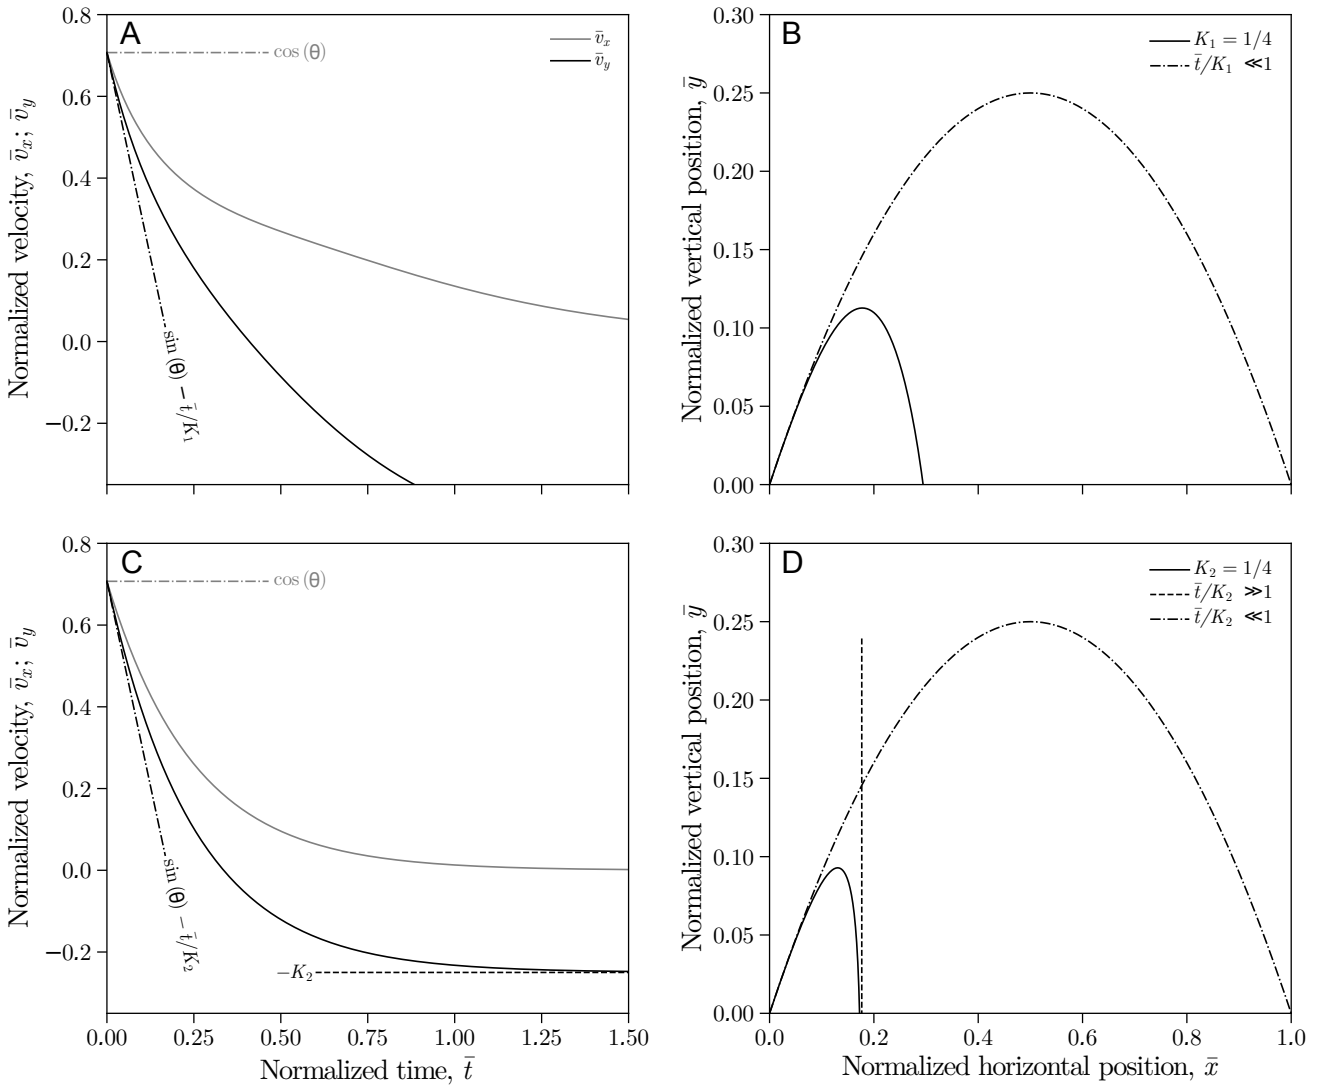 A
0.8
0.6
0.4
0.2
0.0
−0.2
Normalized velocity, v̄ₓ; v̄ᵧ
cos (θ)
v̄ₓ
v̄ᵧ
sin (θ) − t̄/K₁
B
0.30
0.25
0.20
0.15
0.10
0.05
0.00
Normalized vertical position, ȳ
K₁ = 1/4
t̄/K₁ ≪1
C
0.8
0.6
0.4
0.2
0.0
−0.2
Normalized velocity, v̄ₓ; v̄ᵧ
cos (θ)
sin (θ) − t̄/K₂
−K₂
0.00 0.25 0.50 0.75 1.00 1.25 1.50
Normalized time, t̄
D
0.30
0.25
0.20
0.15
0.10
0.05
0.00
Normalized vertical position, ȳ
K₂ = 1/4
t̄/K₂ ≫1
t̄/K₂ ≪1
0.0 0.2 0.4 0.6 0.8 1.0
Normalized horizontal position, x̄